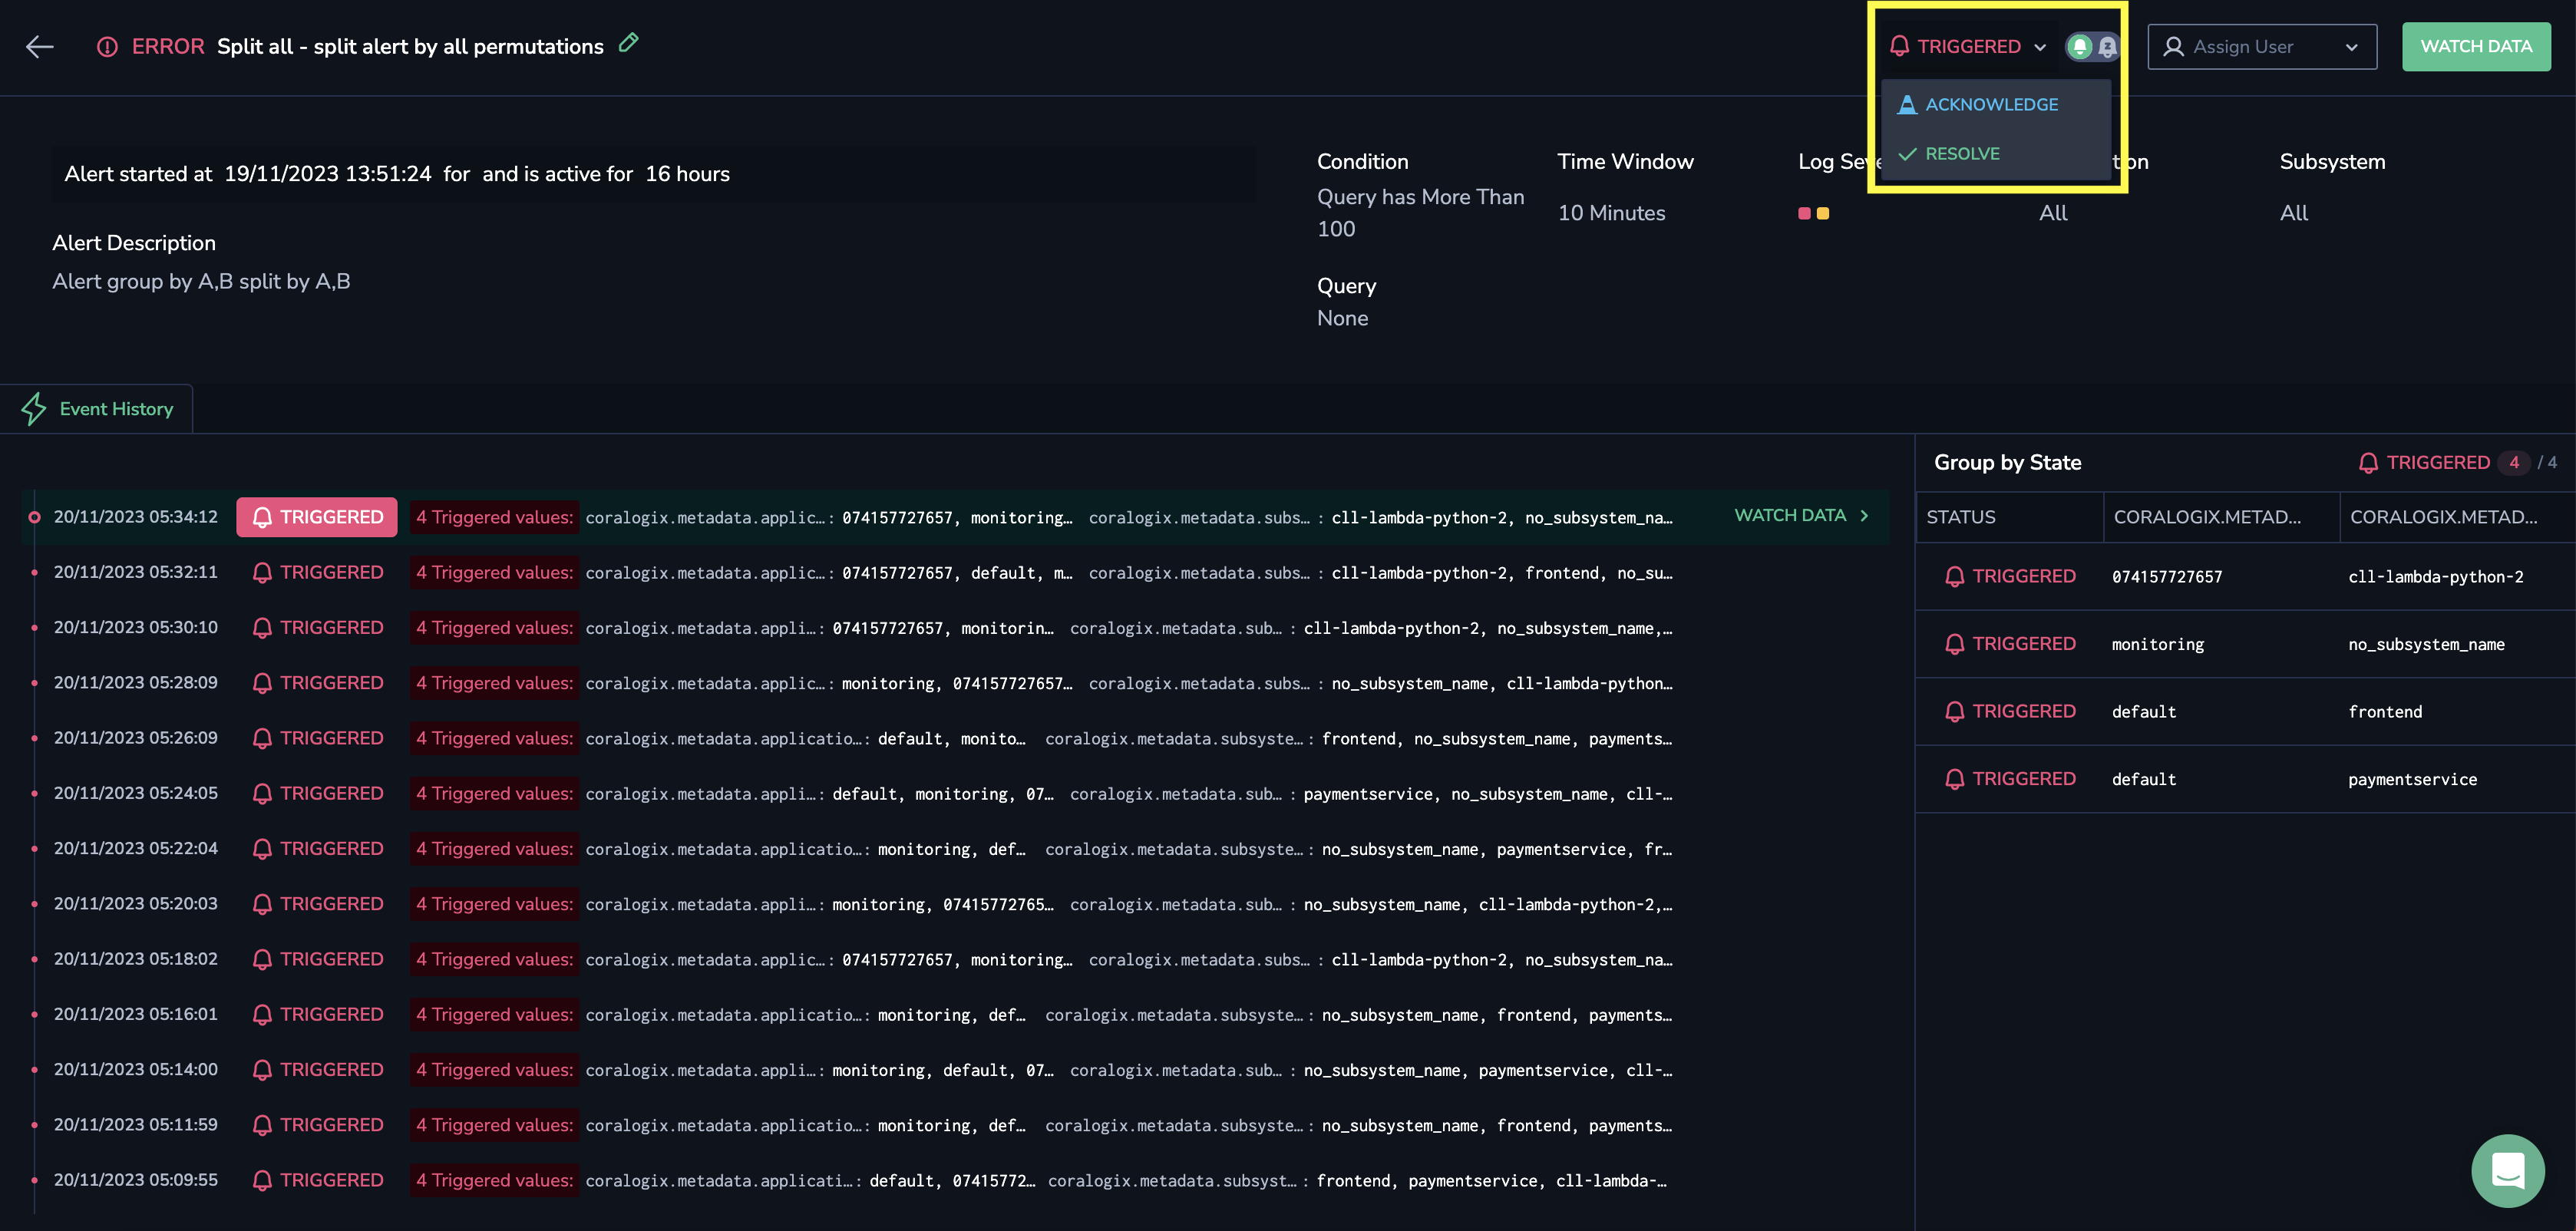 ERROR Split all - split alert by all permutations
TRIGGERED
Assign User
WATCH DATA
ACKNOWLEDGE
RESOLVE
Alert started at 19/11/2023 13:51:24 for and is active for 16 hours
Alert Description
Alert group by A,B split by A,B
Condition
Query has More Than
100
Time Window
10 Minutes
Log Seve
tion
All
Subsystem
All
Query
None
Event History
20/11/2023 05:34:12 TRIGGERED 4 Triggered values: coralogix.metadata.applic…: 074157727657, monitoring… coralogix.metadata.subs… : cll-lambda-python-2, no_subsystem_na… WATCH DATA
20/11/2023 05:32:11 TRIGGERED 4 Triggered values: coralogix.metadata.applic…: 074157727657, default, m… coralogix.metadata.subs… : cll-lambda-python-2, frontend, no_su…
20/11/2023 05:30:10 TRIGGERED 4 Triggered values: coralogix.metadata.appli…: 074157727657, monitorin… coralogix.metadata.sub… : cll-lambda-python-2, no_subsystem_name,…
20/11/2023 05:28:09 TRIGGERED 4 Triggered values: coralogix.metadata.applic…: monitoring, 074157727657… coralogix.metadata.subs… : no_subsystem_name, cll-lambda-python…
20/11/2023 05:26:09 TRIGGERED 4 Triggered values: coralogix.metadata.applicatio…: default, monito… coralogix.metadata.subsyste…: frontend, no_subsystem_name, payments…
20/11/2023 05:24:05 TRIGGERED 4 Triggered values: coralogix.metadata.appli…: default, monitoring, 07… coralogix.metadata.sub… : paymentservice, no_subsystem_name, cll-…
20/11/2023 05:22:04 TRIGGERED 4 Triggered values: coralogix.metadata.applicatio…: monitoring, def… coralogix.metadata.subsyste…: no_subsystem_name, paymentservice, fr…
20/11/2023 05:20:03 TRIGGERED 4 Triggered values: coralogix.metadata.appli…: monitoring, 07415772765… coralogix.metadata.sub… : no_subsystem_name, cll-lambda-python-2,…
20/11/2023 05:18:02 TRIGGERED 4 Triggered values: coralogix.metadata.applic…: 074157727657, monitoring… coralogix.metadata.subs… : cll-lambda-python-2, no_subsystem_na…
20/11/2023 05:16:01 TRIGGERED 4 Triggered values: coralogix.metadata.applicatio…: monitoring, def… coralogix.metadata.subsyste…: no_subsystem_name, frontend, payments…
20/11/2023 05:14:00 TRIGGERED 4 Triggered values: coralogix.metadata.appli…: monitoring, default, 07… coralogix.metadata.sub… : no_subsystem_name, paymentservice, cll-…
20/11/2023 05:11:59 TRIGGERED 4 Triggered values: coralogix.metadata.applicatio…: monitoring, def… coralogix.metadata.subsyste…: no_subsystem_name, frontend, payments…
20/11/2023 05:09:55 TRIGGERED 4 Triggered values: coralogix.metadata.applicati…: default, 07415772… coralogix.metadata.subsyst… : frontend, paymentservice, cll-lambda-…
Group by State TRIGGERED 4 / 4
STATUS CORALOGIX.METAD... CORALOGIX.METAD...
TRIGGERED 074157727657 cll-lambda-python-2
TRIGGERED monitoring no_subsystem_name
TRIGGERED default frontend
TRIGGERED default paymentservice